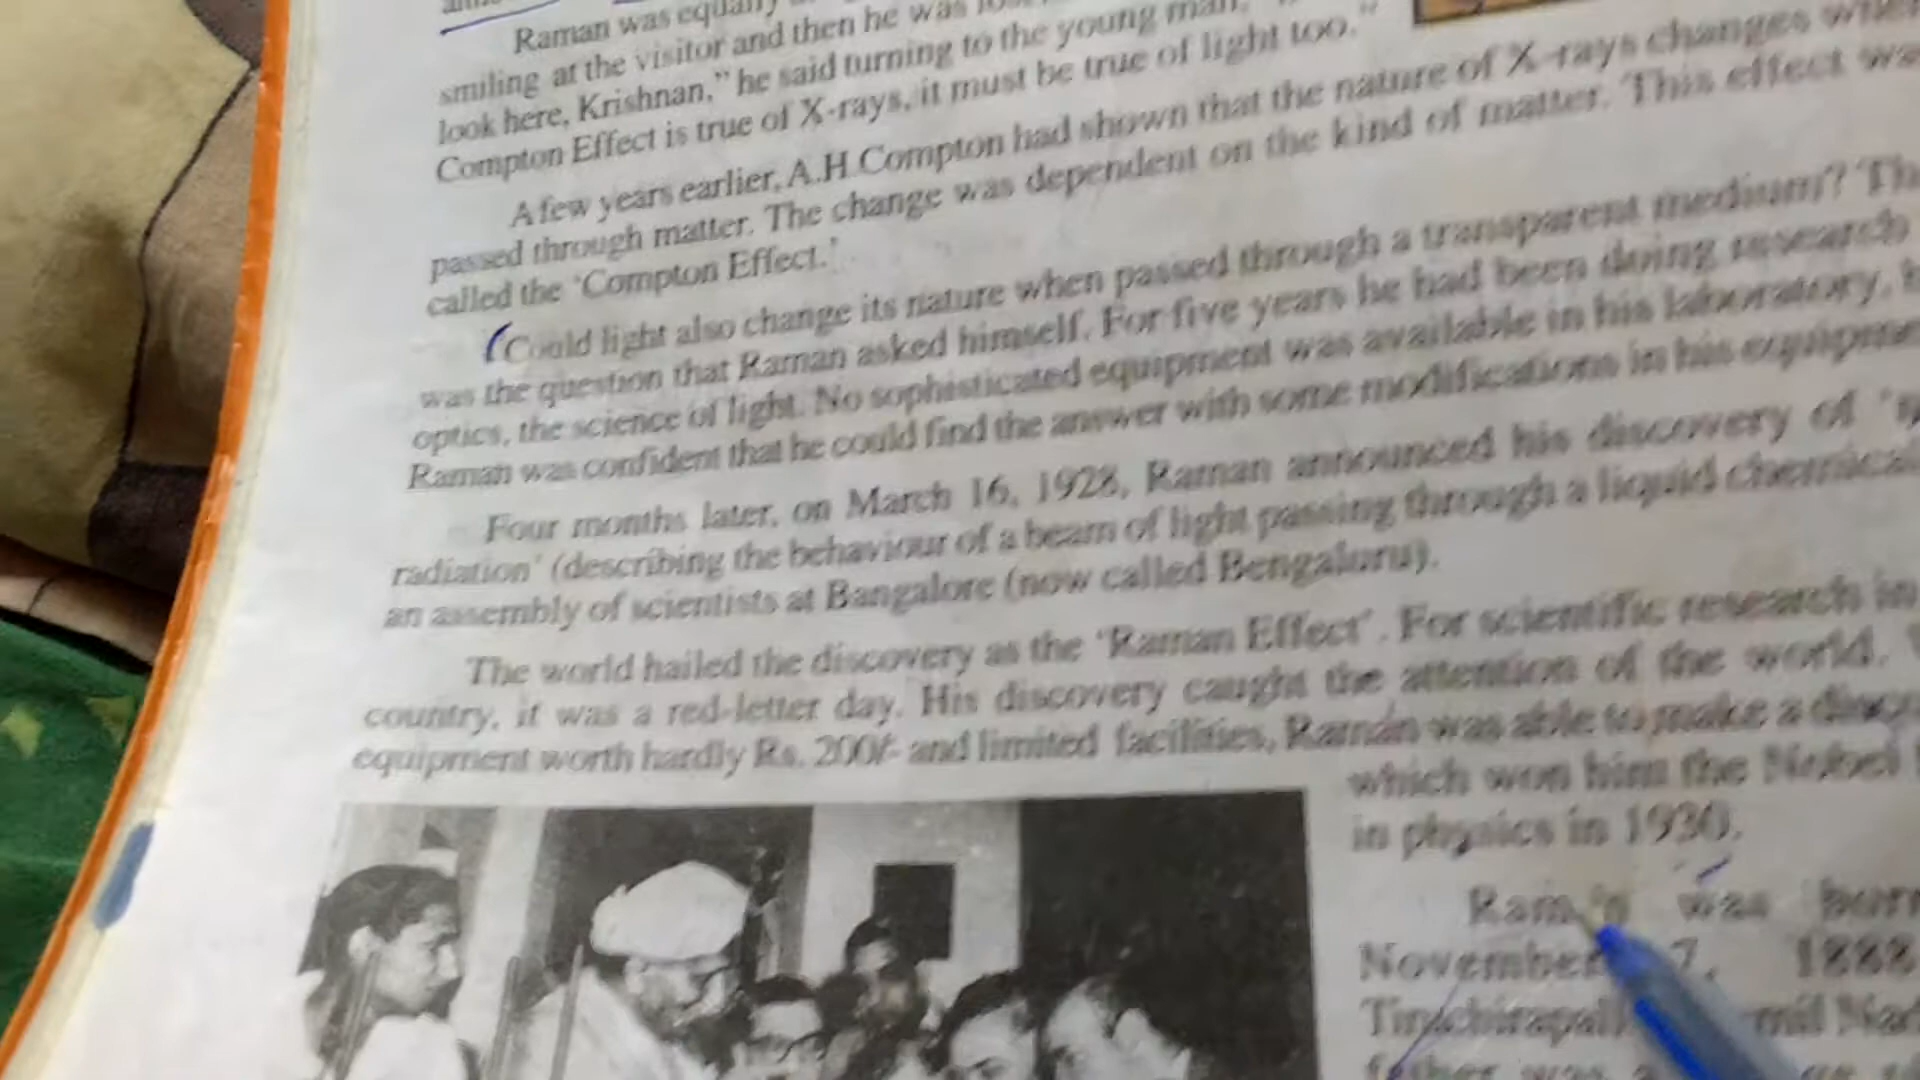 Raman was equally
smiling at the visitor and then he was lost
look here, Krishnan," he said turning to the young man,
Compton Effect is true of X-rays, it must be true of light too."
A few years earlier, A.H Compton had shown that the nature of X-rays changes when
passed through matter. The change was dependent on the kind of matter. This effect was
called the 'Compton Effect.'
Could light also change its nature when passed through a transparent medium? This
was the question that Raman asked himself. For five years he had been doing research
optics, the science of light. No sophisticated equipment was available in his laboratory,
Raman was confident that he could find the answer with some modifications in his equipment
Four months later, on March 16, 1928, Raman announced his discovery of
radiation' (describing the behaviour of a beam of light passing through a liquid chemical
an assembly of scientists at Bangalore (now called Bengaluru).
The world hailed the discovery as the 'Raman Effect'. For scientific research in
country, it was a red-letter day. His discovery caught the attention of the world.
equipment worth hardly Rs. 200/- and limited facilities, Raman was able to make a
which won him the Nobel
in physics in 1930.
Raman was born
November 7, 1888
father was